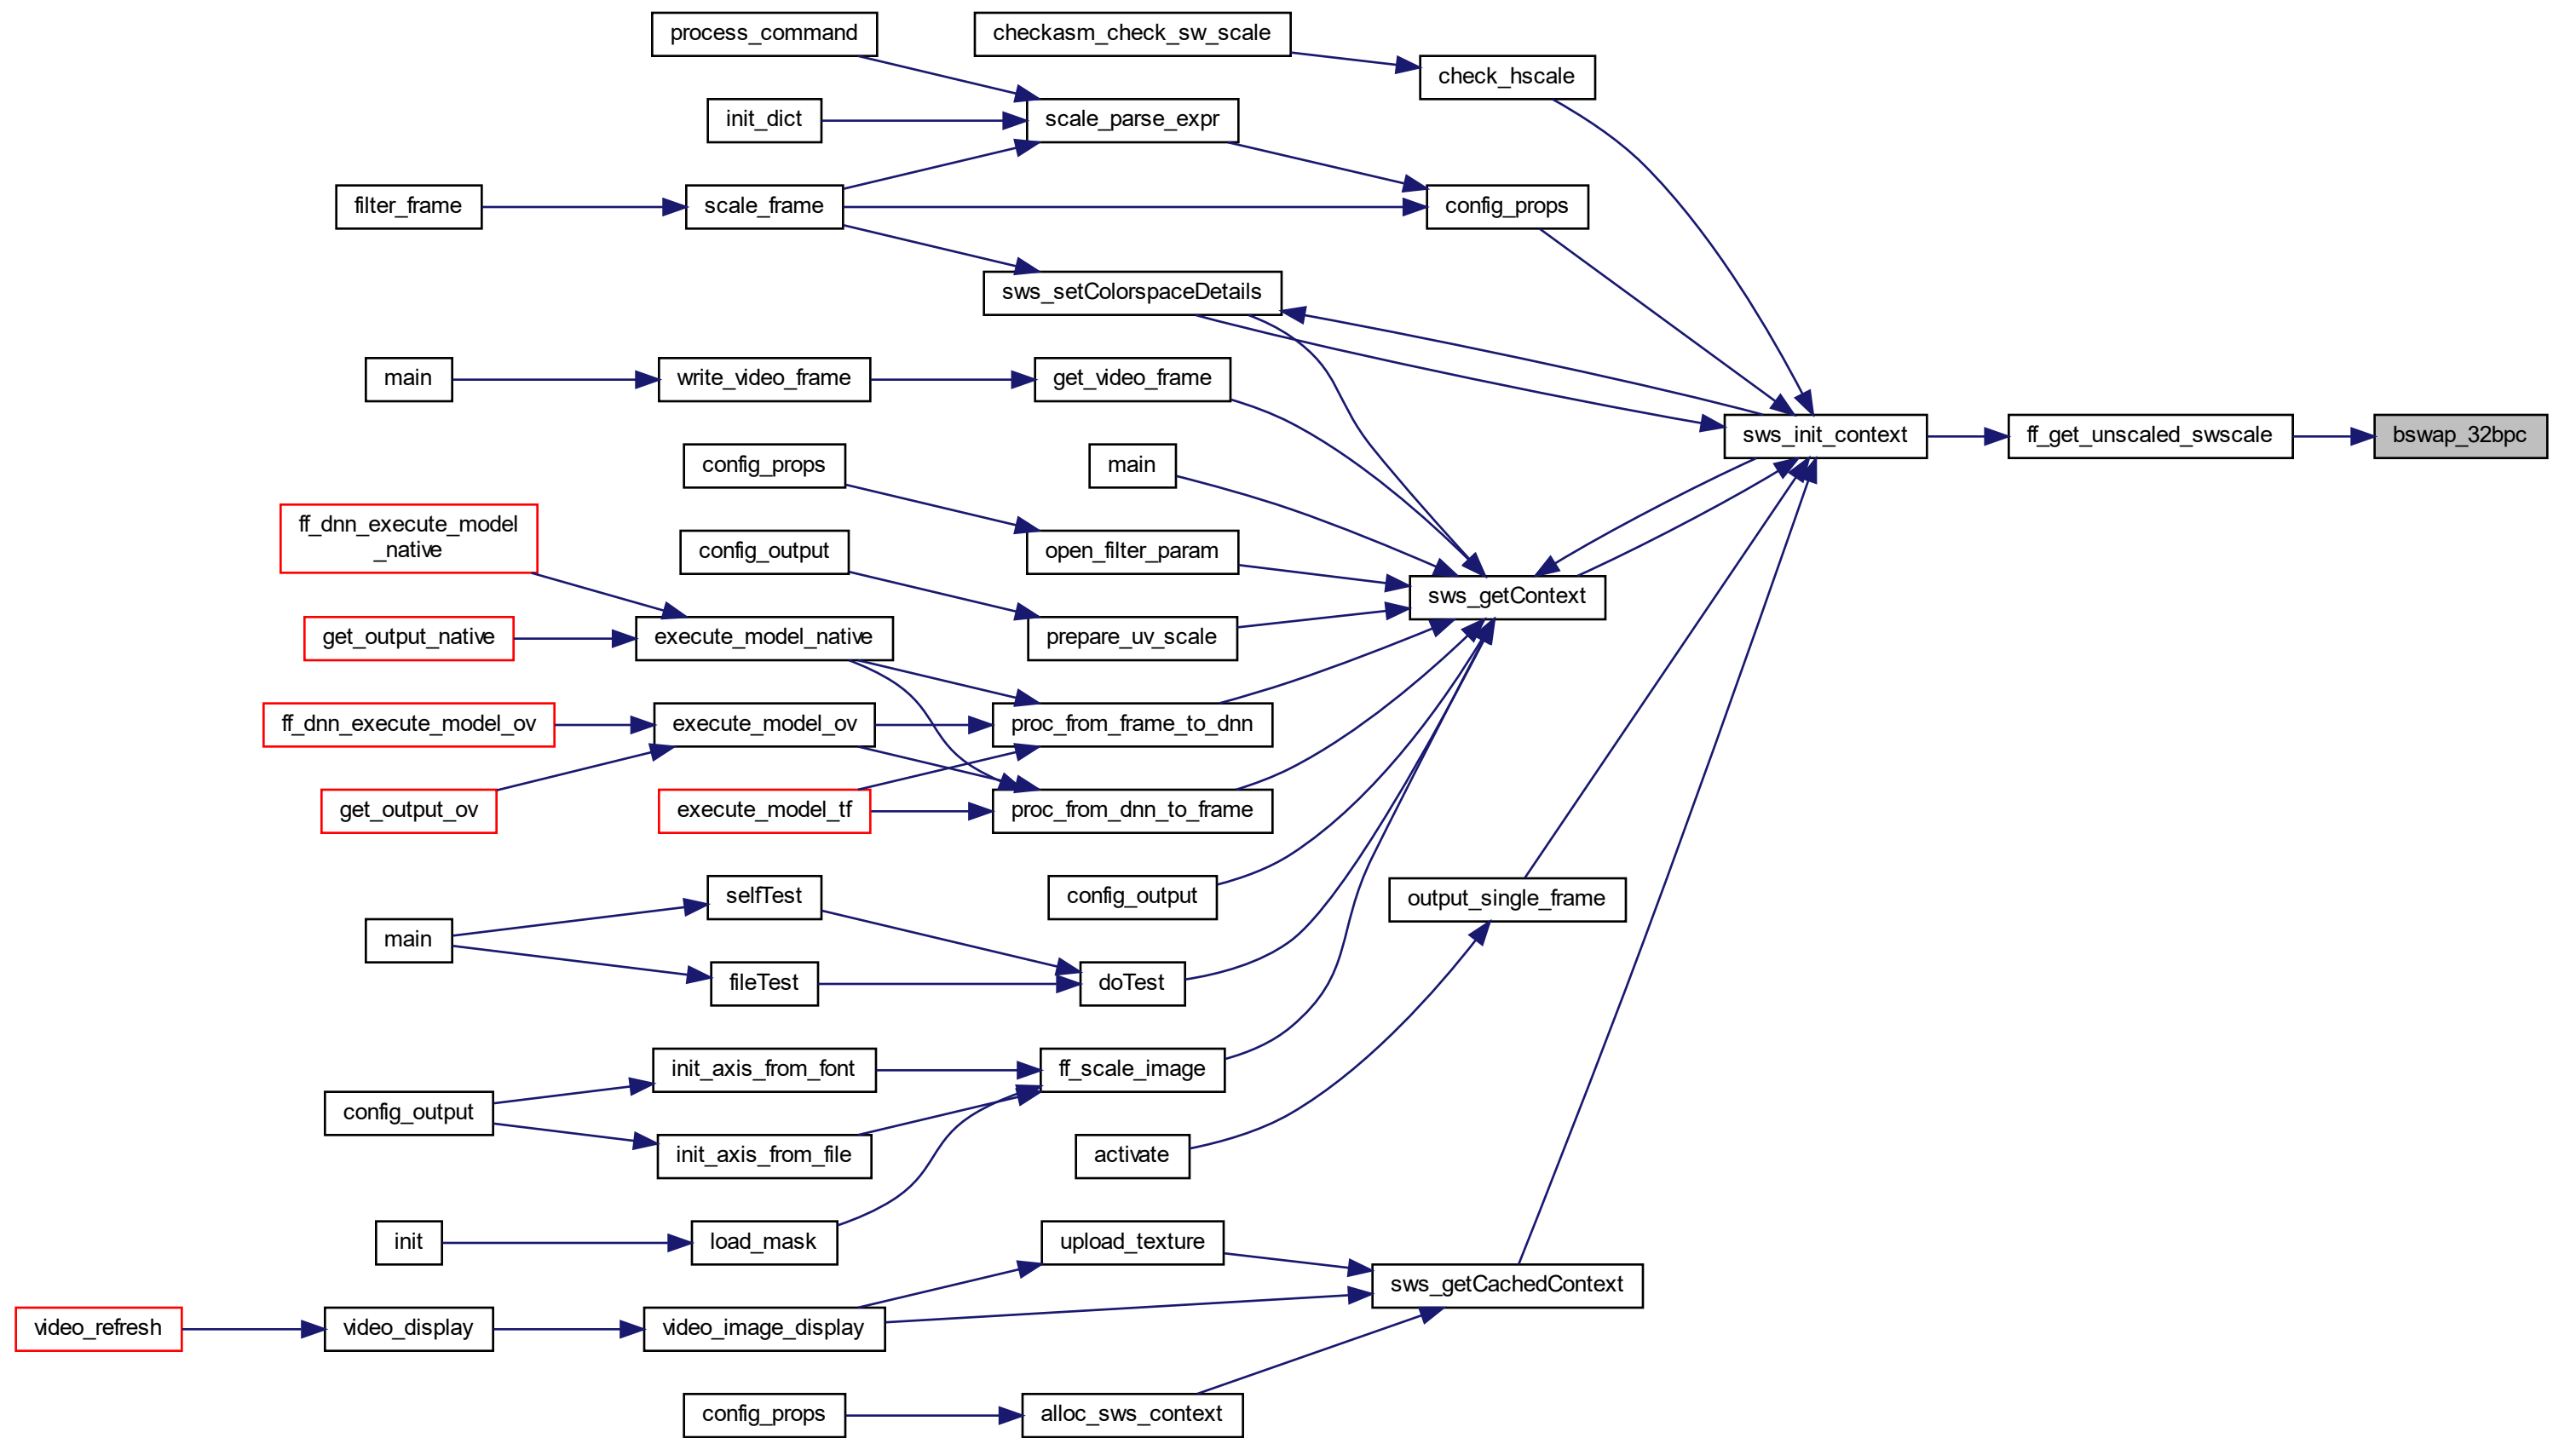 process_command
checkasm_check_sw_scale
check_hscale
init_dict
scale_parse_expr
filter_frame
scale_frame
config_props
sws_setColorspaceDetails
main
write_video_frame
get_video_frame
sws_init_context
ff_get_unscaled_swscale
bswap_32bpc
config_props
main
ff_dnn_execute_model
_native
config_output
open_filter_param
sws_getContext
get_output_native
execute_model_native
prepare_uv_scale
ff_dnn_execute_model_ov
execute_model_ov
proc_from_frame_to_dnn
get_output_ov
execute_model_tf
proc_from_dnn_to_frame
selfTest
config_output
output_single_frame
main
fileTest
doTest
init_axis_from_font
ff_scale_image
config_output
init_axis_from_file
activate
init
load_mask
upload_texture
sws_getCachedContext
video_refresh
video_display
video_image_display
config_props
alloc_sws_context